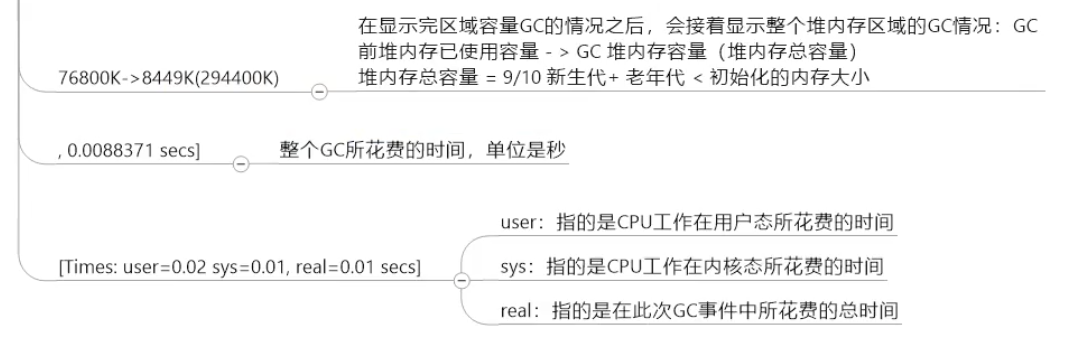 在显示完区域容量GC的情况之后，会接着显示整个堆内存区域的GC情况：GC
前堆内存已使用容量 - > GC 堆内存容量（堆内存总容量）
堆内存总容量 = 9/10 新生代+ 老年代 < 初始化的内存大小
76800K->8449K(294400K)
, 0.0088371 secs]
整个GC所花费的时间，单位是秒
[Times: user=0.02 sys=0.01, real=0.01 secs]
user：指的是CPU工作在用户态所花费的时间
sys：指的是CPU工作在内核态所花费的时间
real：指的是在此次GC事件中所花费的总时间